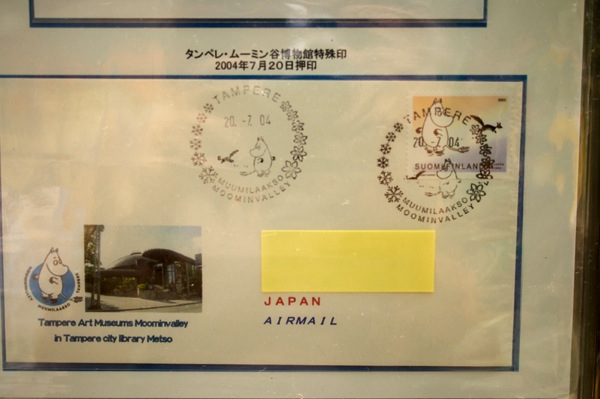 タンペレ・ムーミン谷博物館特殊印
2004年7月20日押印
TAMPERE
20.-7. 04
MUUMILAAKSO
MOOMINVALLEY
TAMPERE
20.-7. 04
SUOMI FINLAND
MUUMILAAKSO
MOOMINVALLEY
JAPAN
AIRMAIL
MUUMILAAKSO
Tampere Art Museums Moominvalley
in Tampere city library Metso